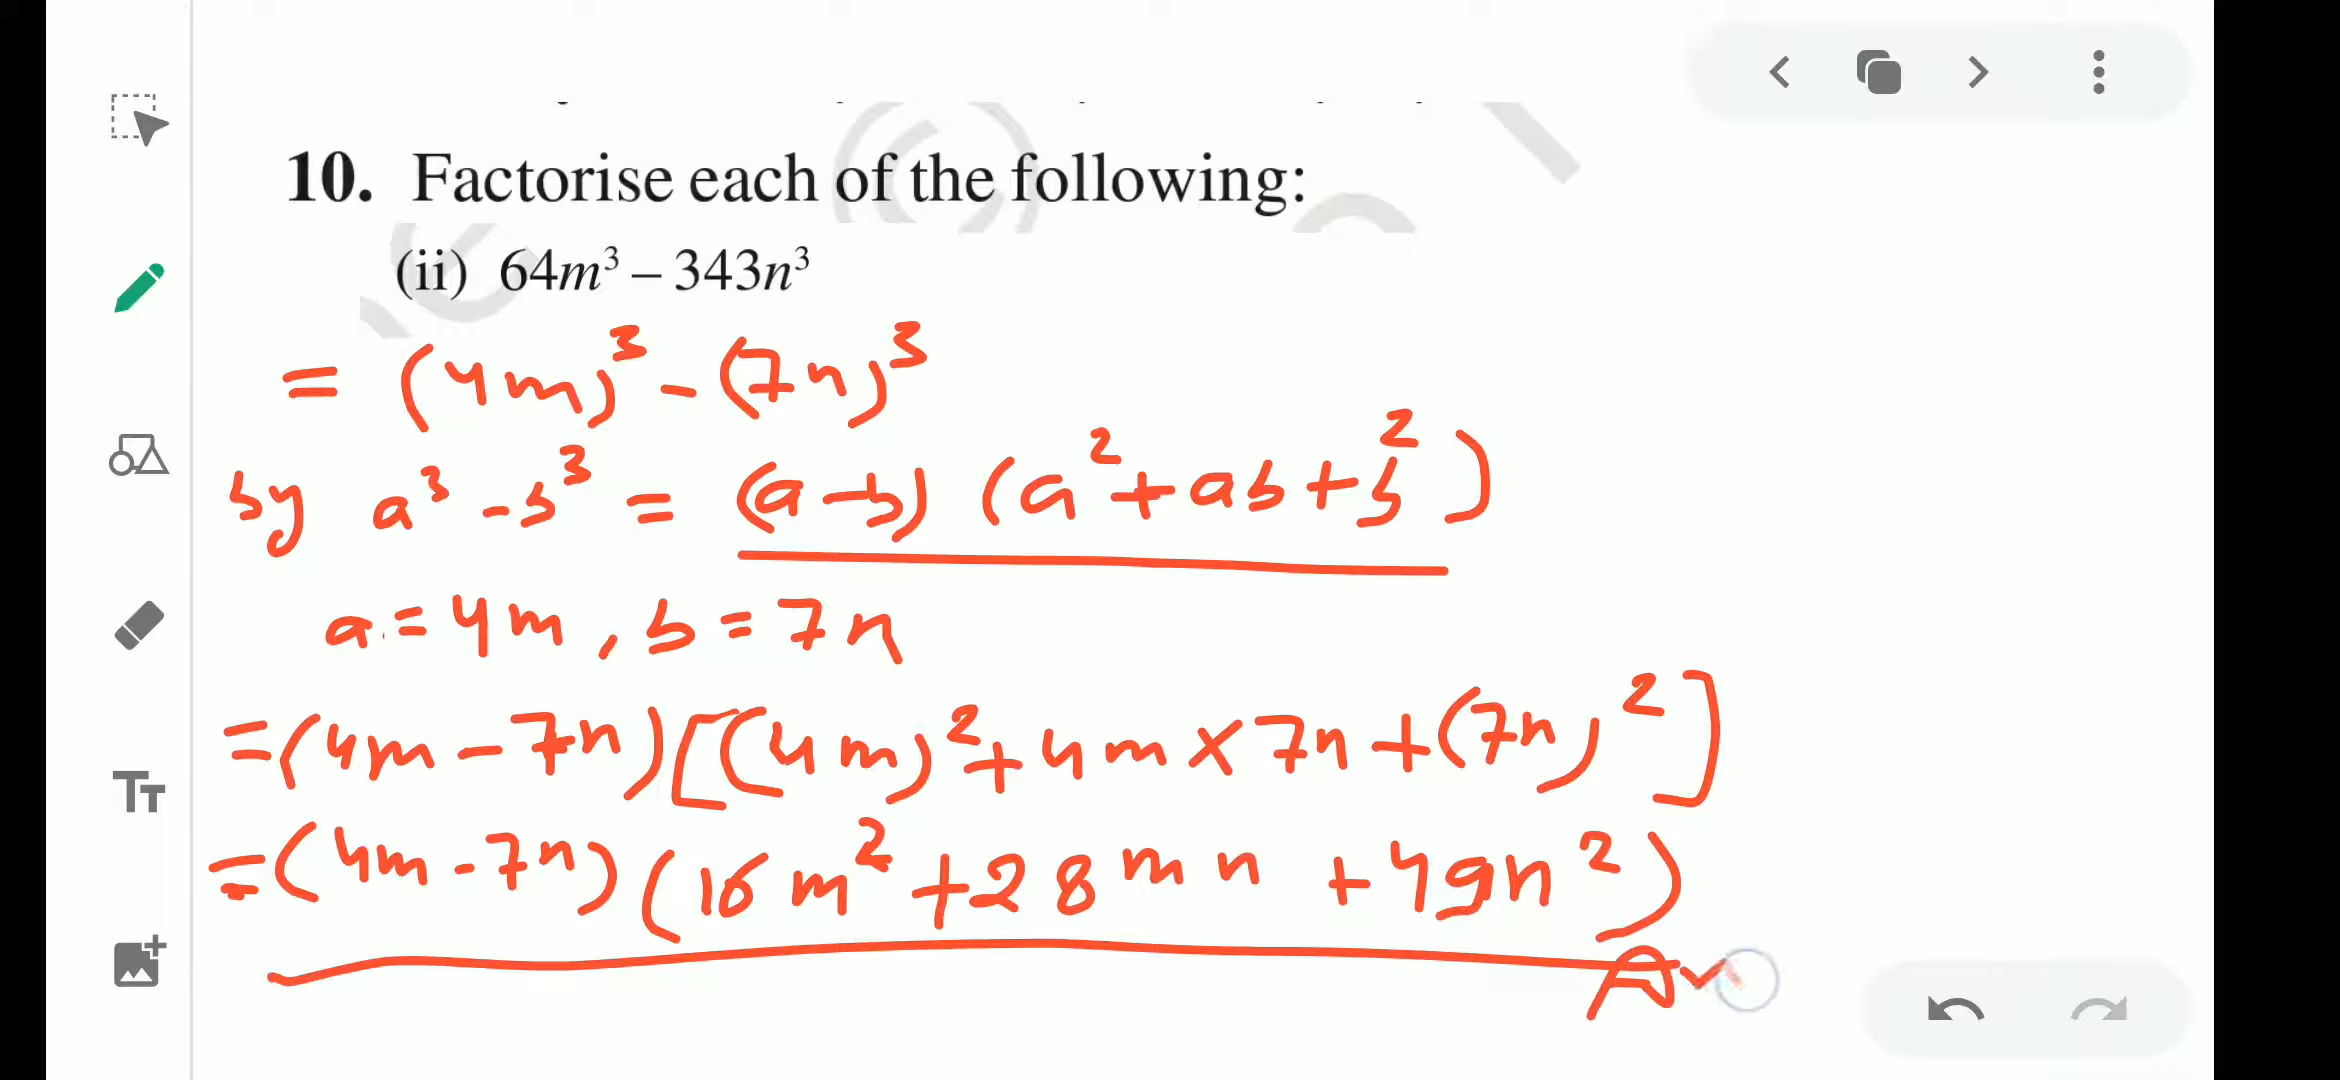 10. Factorise each of the following:
(ii) 64m³ – 343n³
= (4m)³ - (7n)³
by a³ - b³ = (a-b) (a² + ab + b²)
a = 4m, b = 7n
= (4m - 7n) [(4m)² + 4m × 7n + (7n)²]
= (4m - 7n) (16m² + 28mn + 49n²)
TT